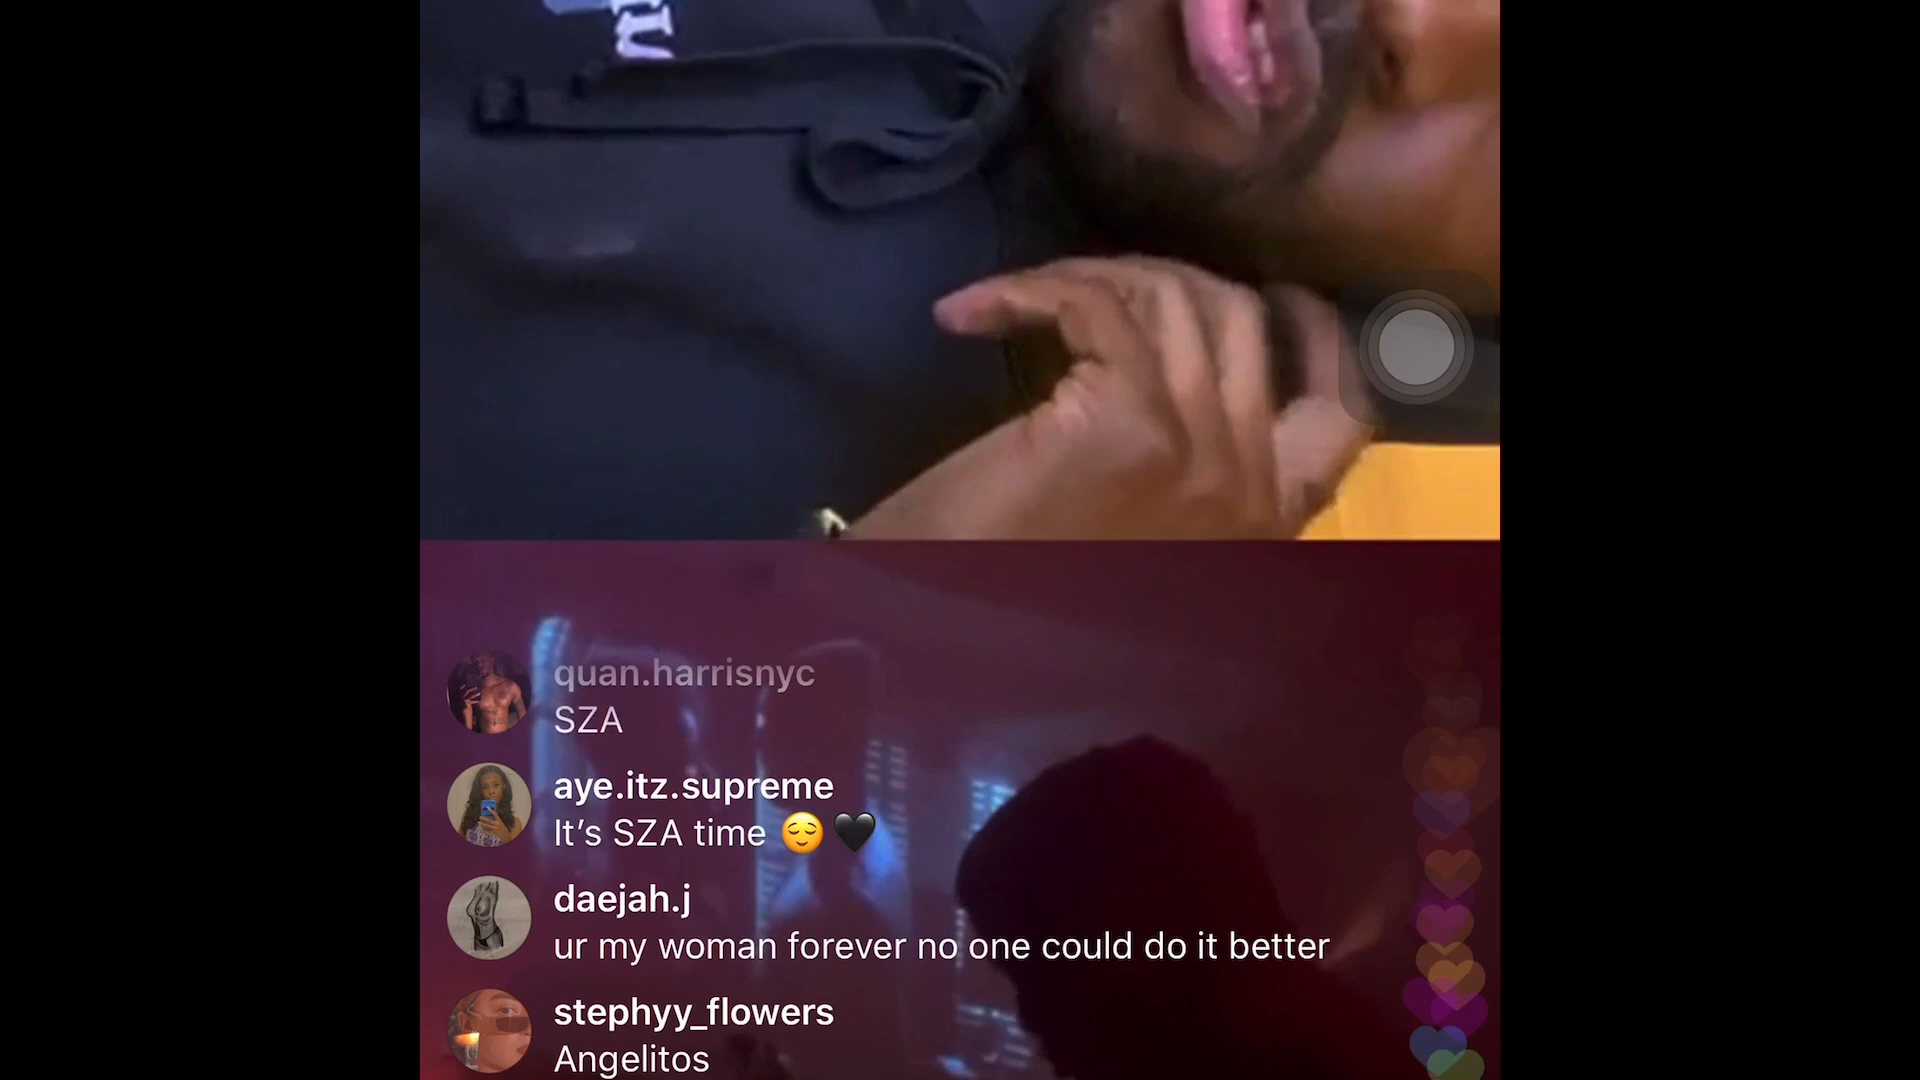 quan.harrisnyc
SZA
aye.itz.supreme
It's SZA time 😌🖤
daejah.j
ur my woman forever no one could do it better
stephyy_flowers
Angelitos